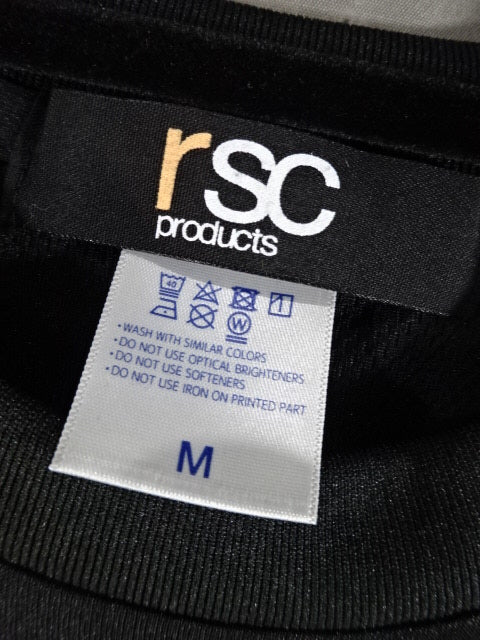 rsc
products
40
W
• WASH WITH SIMILAR COLORS
• DO NOT USE OPTICAL BRIGHTENERS
• DO NOT USE SOFTENERS
• DO NOT USE IRON ON PRINTED PART
M